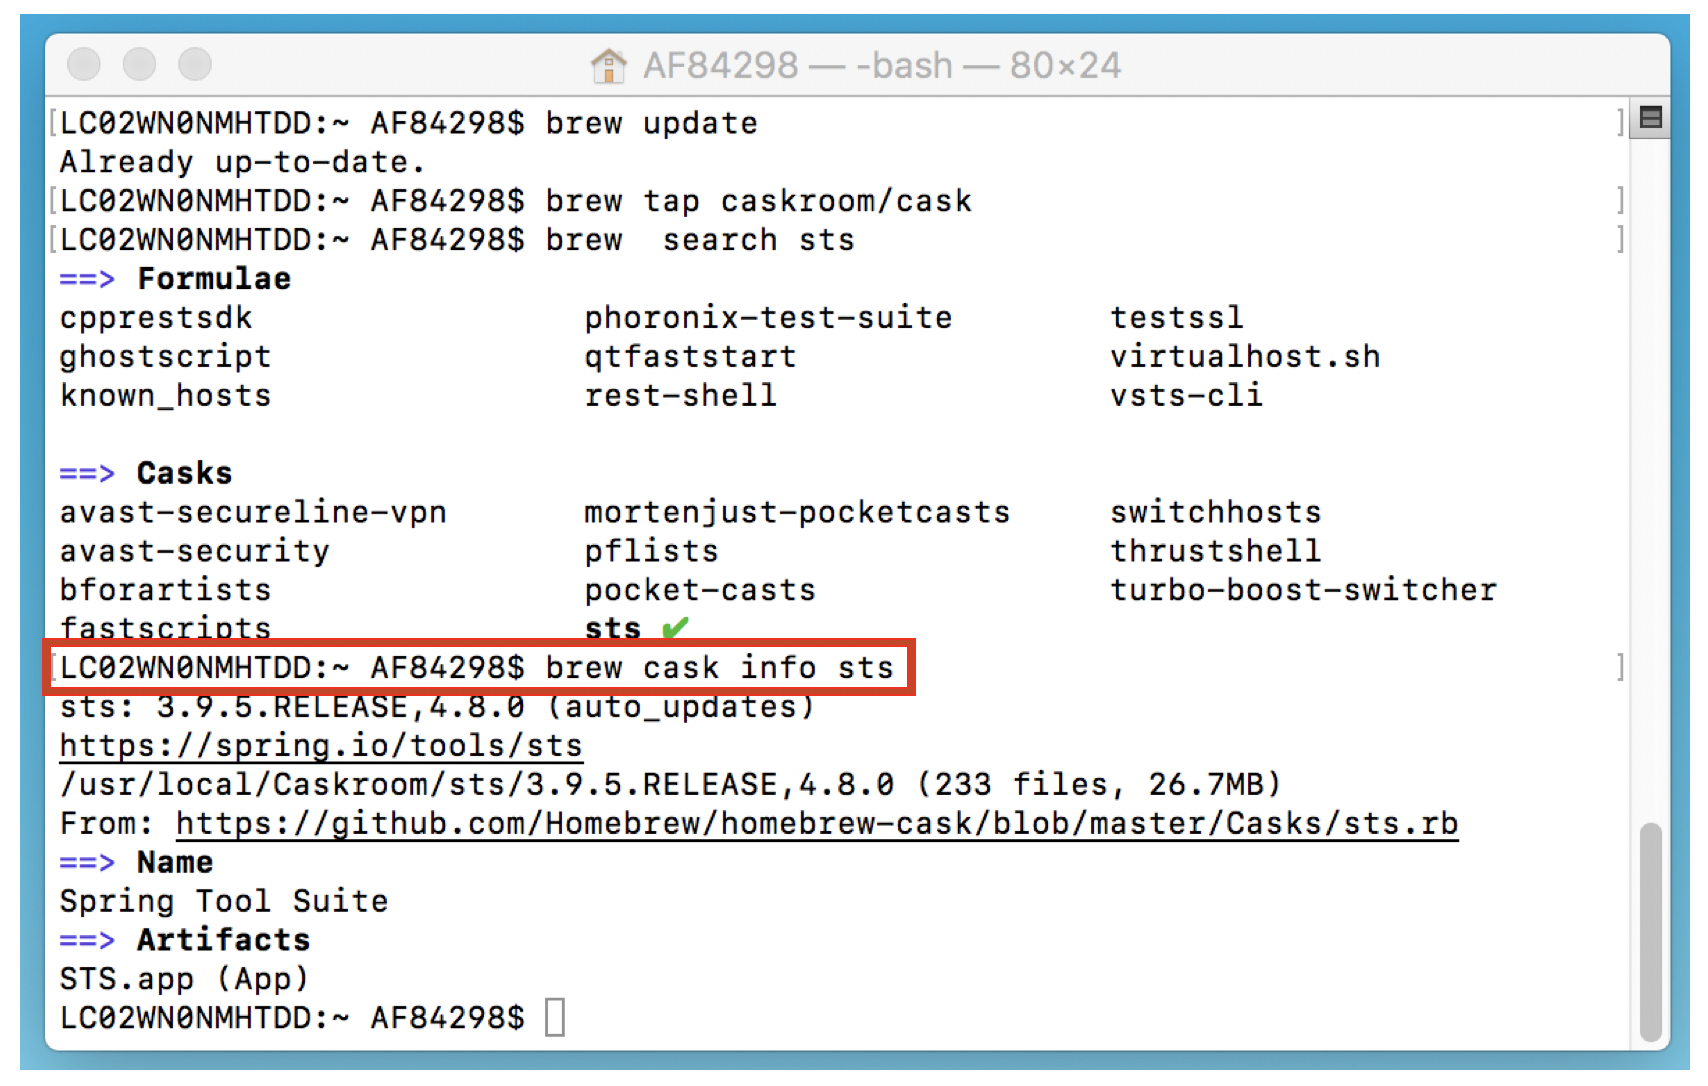 AF84298 — -bash — 80×24
[LC02WN0NMHTDD:~ AF84298$ brew update ]
Already up-to-date.
[LC02WN0NMHTDD:~ AF84298$ brew tap caskroom/cask ]
[LC02WN0NMHTDD:~ AF84298$ brew  search sts ]
==> Formulae
cpprestsdk phoronix-test-suite testssl
ghostscript qtfaststart virtualhost.sh
known_hosts rest-shell vsts-cli
==> Casks
avast-secureline-vpn mortenjust-pocketcasts switchhosts
avast-security pflists thrustshell
bforartists pocket-casts turbo-boost-switcher
fastscripts sts ✔
[LC02WN0NMHTDD:~ AF84298$ brew cask info sts ]
sts: 3.9.5.RELEASE,4.8.0 (auto_updates)
https://spring.io/tools/sts
/usr/local/Caskroom/sts/3.9.5.RELEASE,4.8.0 (233 files, 26.7MB)
From: https://github.com/Homebrew/homebrew-cask/blob/master/Casks/sts.rb
==> Name
Spring Tool Suite
==> Artifacts
STS.app (App)
LC02WN0NMHTDD:~ AF84298$